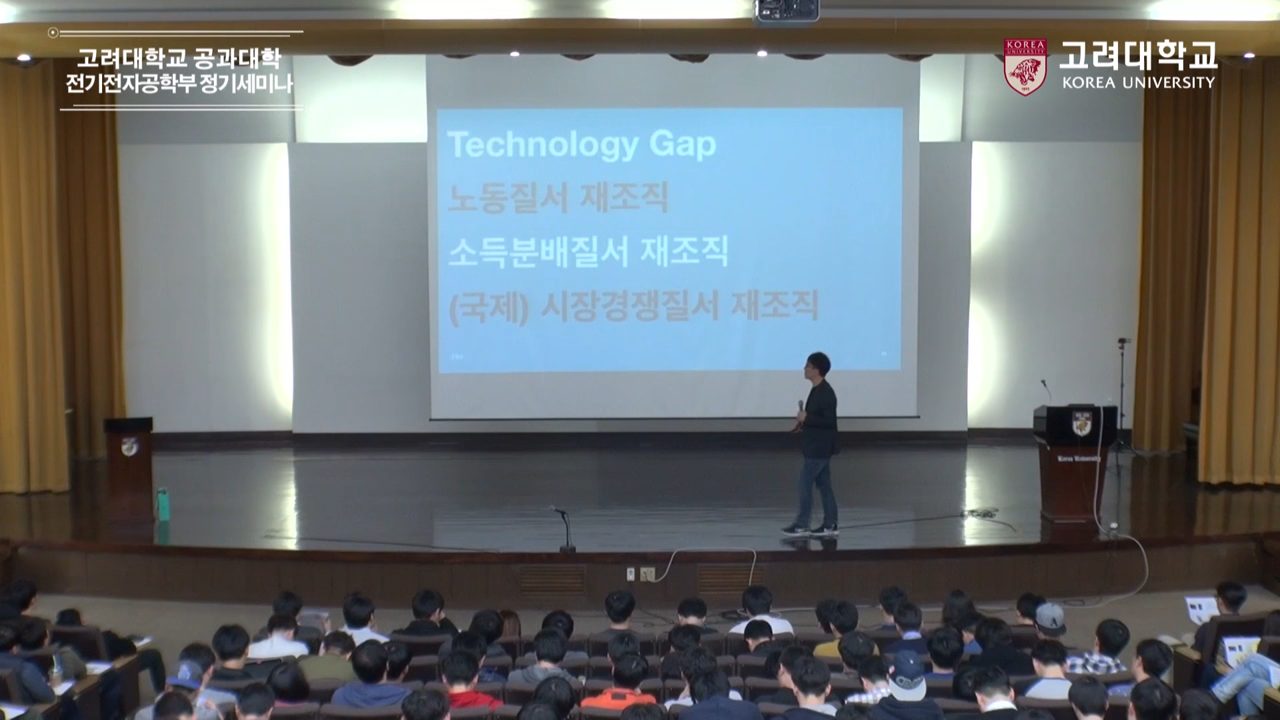 고려대학교 공과대학
전기전자공학부 정기세미나
KOREA
UNIVERSITY
고려대학교
KOREA UNIVERSITY
Technology Gap
노동질서 재조직
소득분배질서 재조직
(국제) 시장경쟁질서 재조직
Korea University